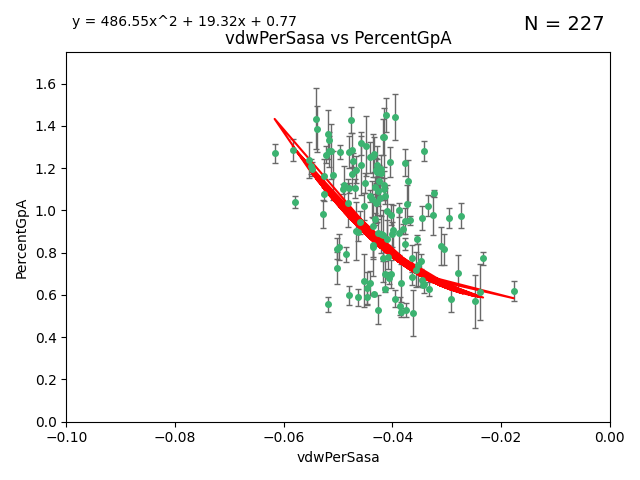 y = 486.55x^2 + 19.32x + 0.77
N = 227
vdwPerSasa vs PercentGpA
PercentGpA
1.6
1.4
1.2
1.0
0.8
0.6
0.4
0.2
0.0
−0.10 −0.08 −0.06 −0.04 −0.02 0.00
vdwPerSasa